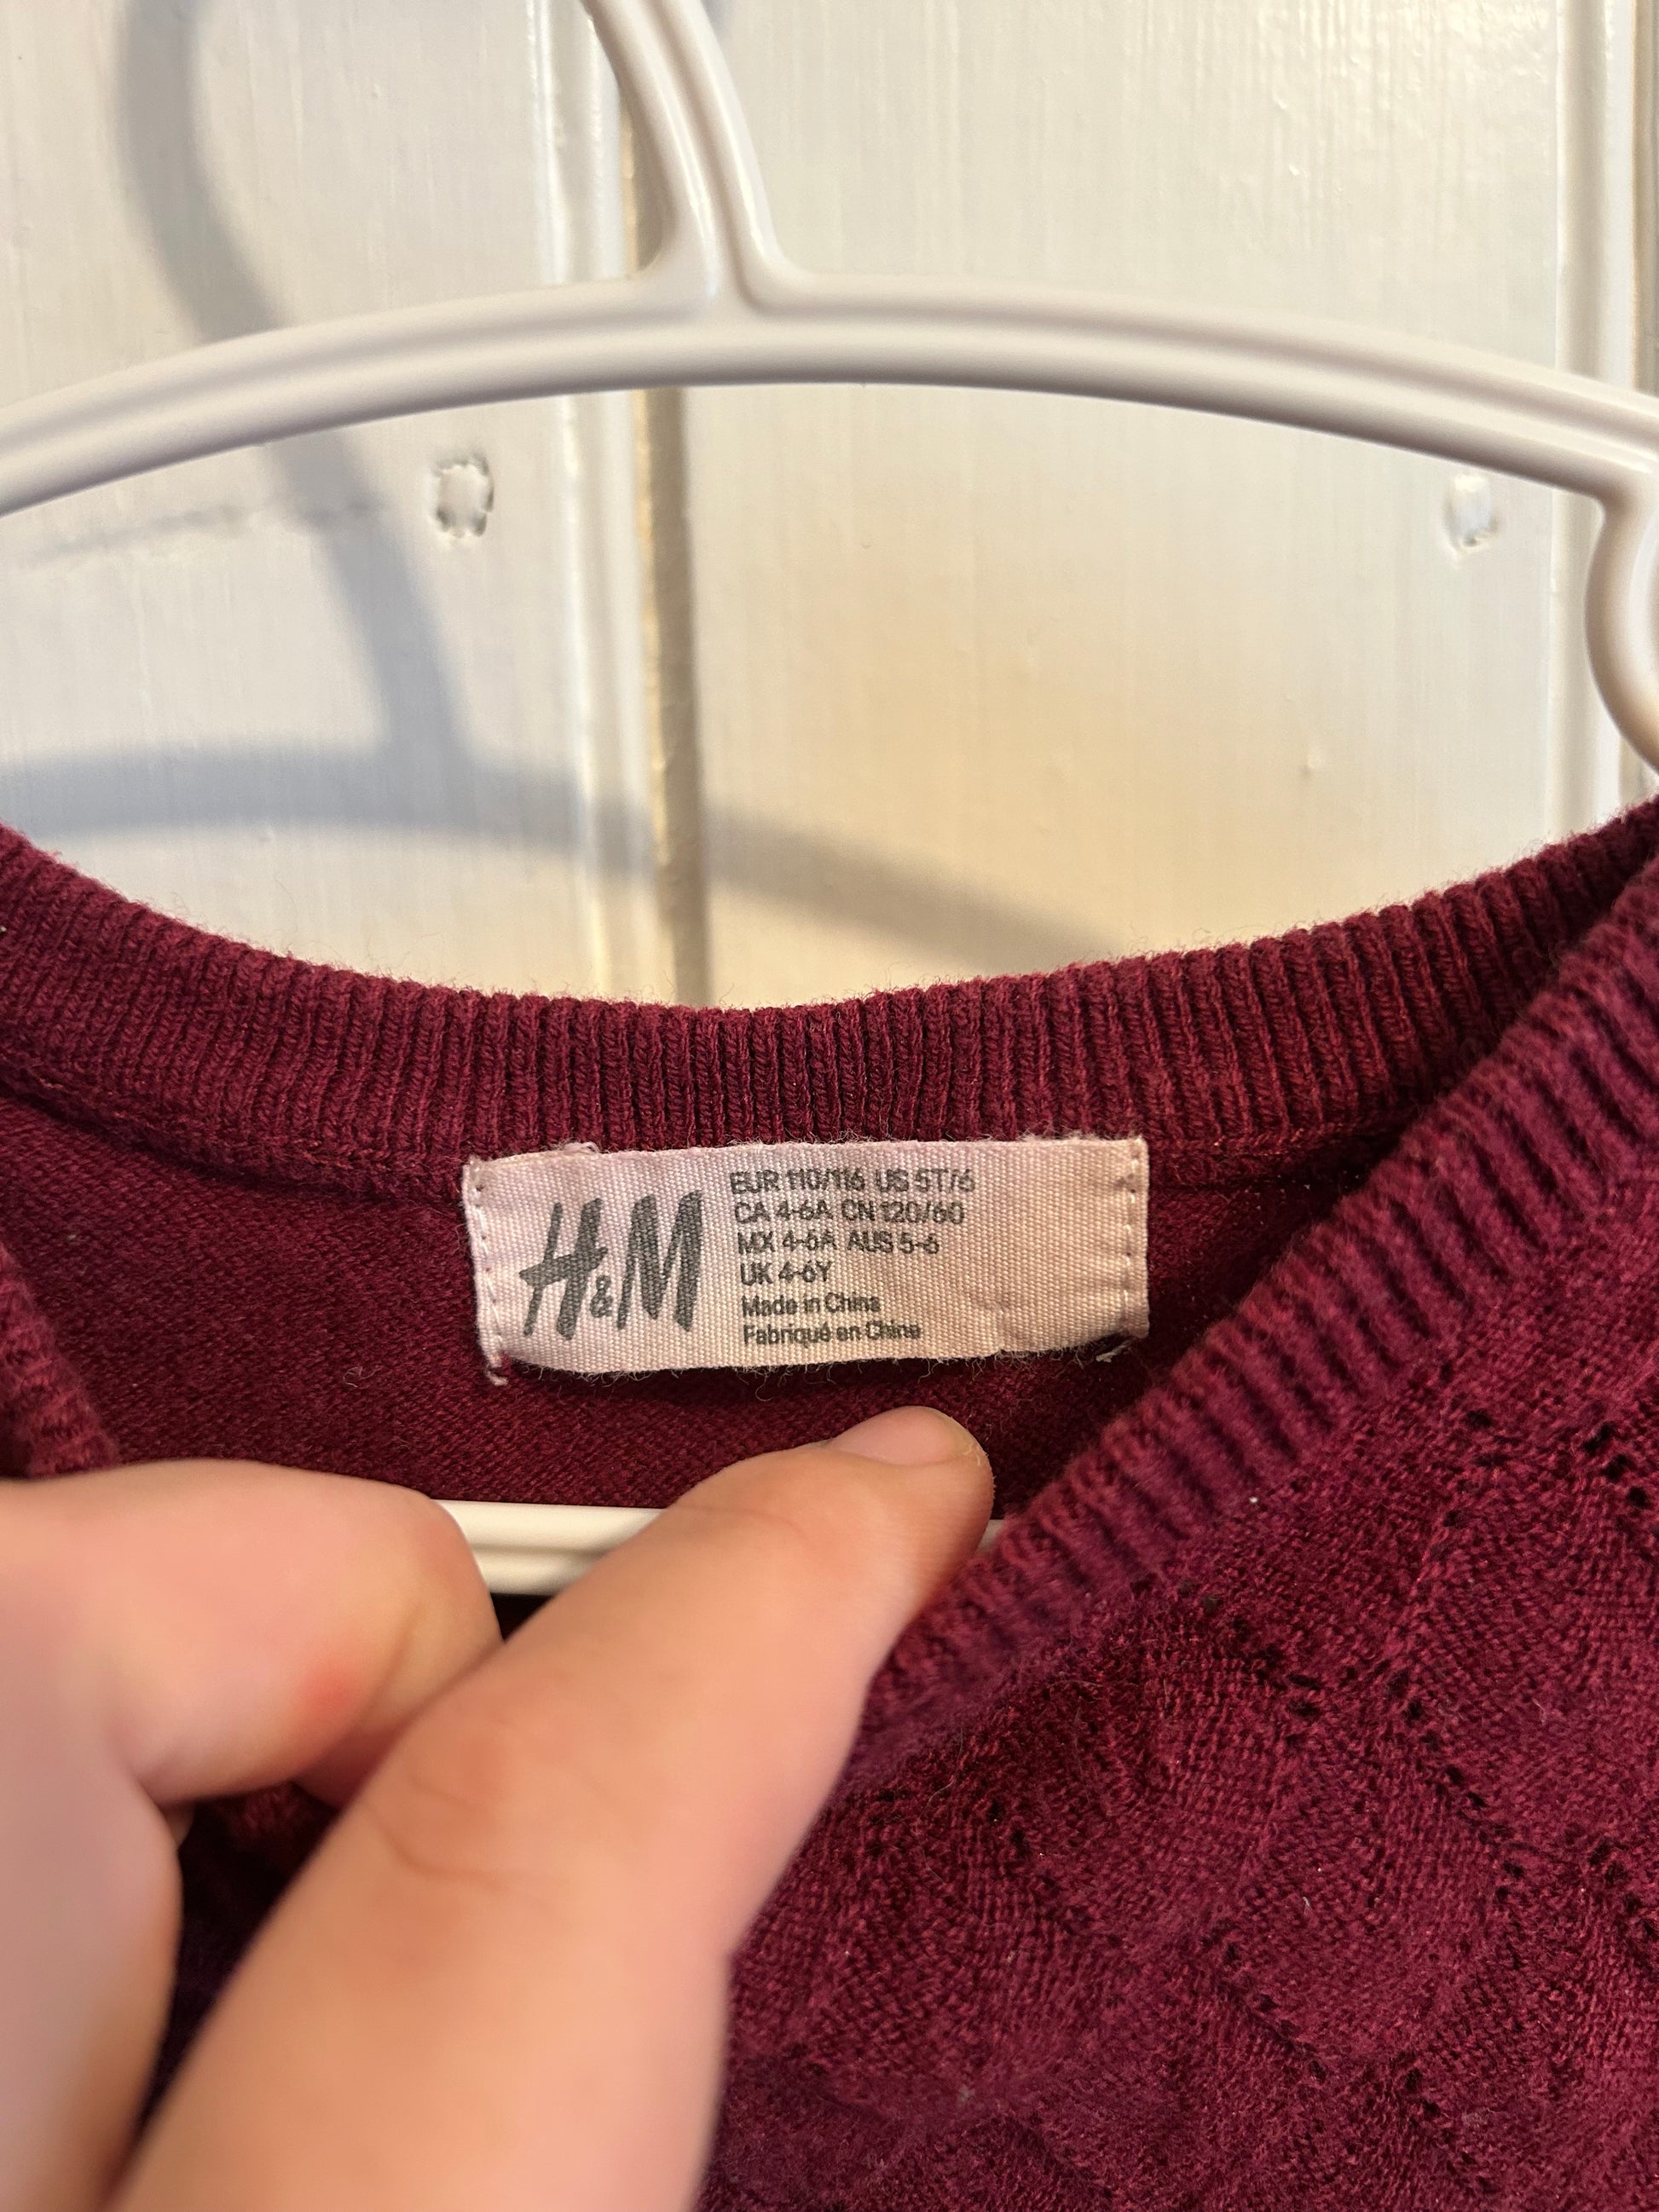 H&M
EUR 110/116 US 5T/6
CA 4-6A CN 120/60
MX 4-6A AUS 5-6
UK 4-6Y
Made in China
Fabriqué en Chine